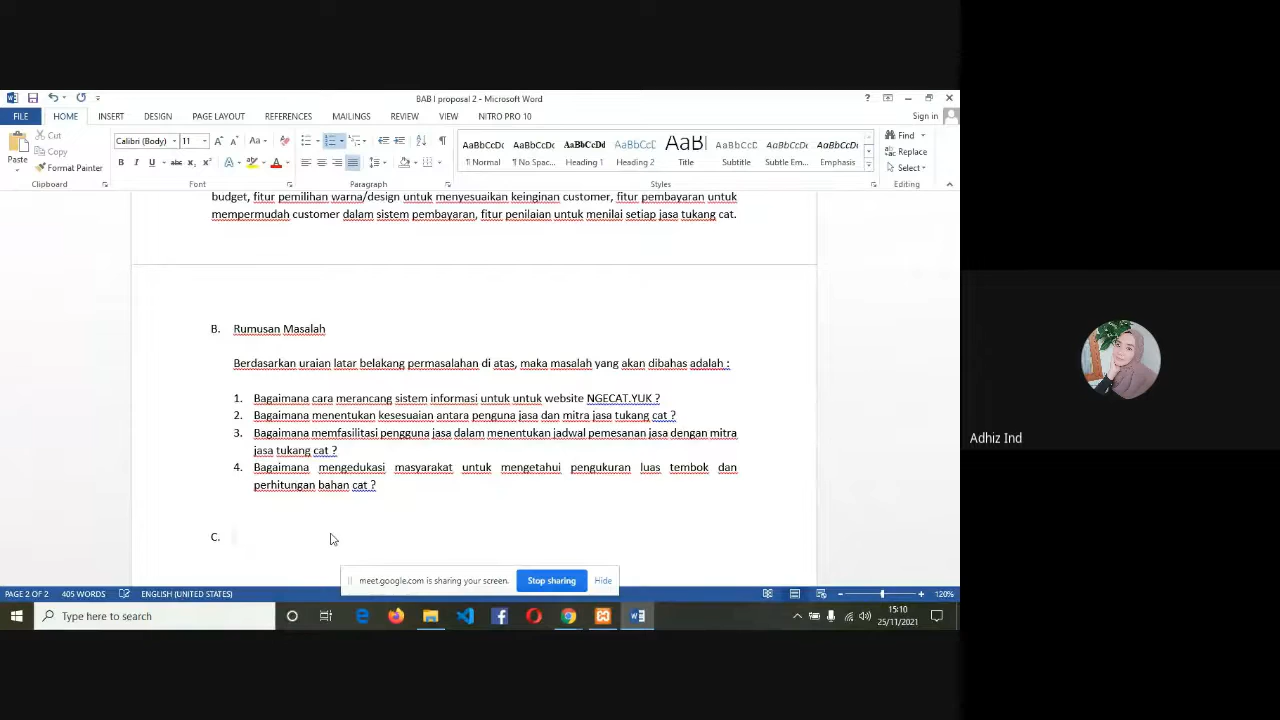 BAB I proposal 2 - Microsoft Word
Sign in
FILE HOME INSERT DESIGN PAGE LAYOUT REFERENCES MAILINGS REVIEW VIEW NITRO PRO 10
Cut
Copy
Format Painter
Paste
Calibri (Body) 11
AaBbCcDd AaBbCcDd AaBbCcDd AaBbCcDd AaBl AaBbCcDd AaBbCcDd AaBbCcDd
¶ Normal ¶ No Spac... Heading 1 Heading 2 Title Subtitle Subtle Em... Emphasis
Find
Replace
Select
Clipboard Font Paragraph Styles Editing
budget, fitur pemilihan warna/design untuk menyesuaikan keinginan customer, fitur pembayaran untuk
mempermudah customer dalam sistem pembayaran, fitur penilaian untuk menilai setiap jasa tukang cat.
B. Rumusan Masalah
Berdasarkan uraian latar belakang permasalahan di atas, maka masalah yang akan dibahas adalah :
1. Bagaimana cara merancang sistem informasi untuk untuk website NGECAT.YUK ?
2. Bagaimana menentukan kesesuaian antara penguna jasa dan mitra jasa tukang cat ?
3. Bagaimana memfasilitasi pengguna jasa dalam menentukan jadwal pemesanan jasa dengan mitra
jasa tukang cat ?
4. Bagaimana mengedukasi masyarakat untuk mengetahui pengukuran luas tembok dan
perhitungan bahan cat ?
C.
meet.google.com is sharing your screen. Stop sharing Hide
PAGE 2 OF 2 405 WORDS ENGLISH (UNITED STATES) 120%
Type here to search
15:10
25/11/2021
Adhiz Ind